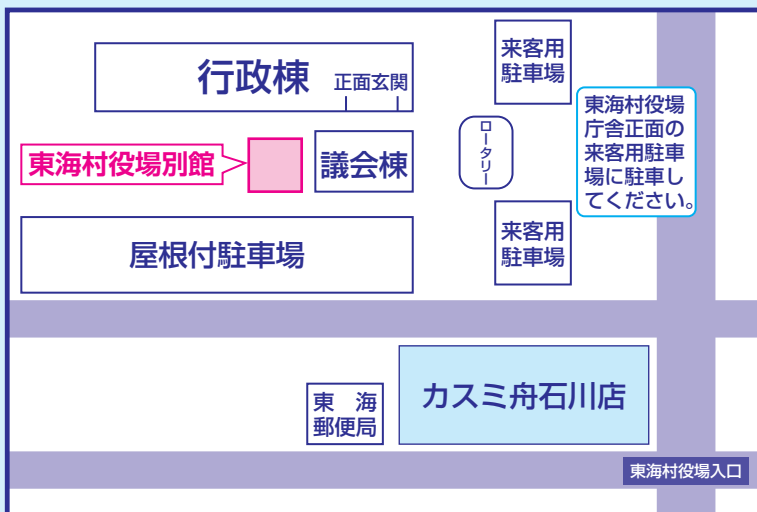 行政棟
正面玄関
来客用
駐車場
東海村役場
庁舎正面の
来客用駐車
場に駐車し
てください。
ロータリー
東海村役場別館
議会棟
来客用
駐車場
屋根付駐車場
カスミ舟石川店
東 海
郵便局
東海村役場入口